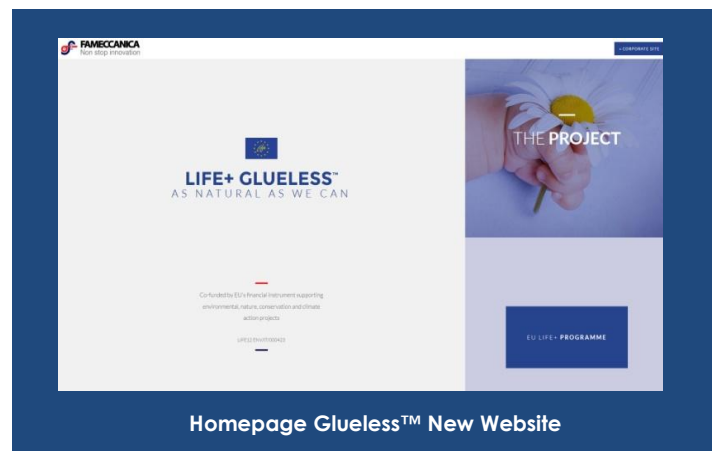 FAMECCANICA
Non stop innovation
+ CORPORATE SITE
THE PROJECT
LIFE+ GLUELESS™
AS NATURAL AS WE CAN
Co-funded by EU's financial instrument supporting
environmental, nature, conservation and climate
action projects
EU LIFE+ PROGRAMME
Homepage Glueless™ New Website